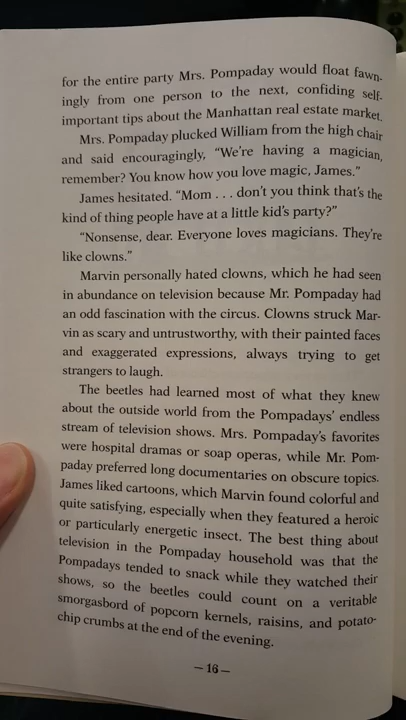 for the entire party Mrs. Pompaday would float fawn-
ingly from one person to the next, confiding self-
important tips about the Manhattan real estate market.
Mrs. Pompaday plucked William from the high chair
and said encouragingly, “We’re having a magician,
remember? You know how you love magic, James.”
James hesitated. “Mom . . . don’t you think that’s the
kind of thing people have at a little kid’s party?”
“Nonsense, dear. Everyone loves magicians. They’re
like clowns.”
Marvin personally hated clowns, which he had seen
in abundance on television because Mr. Pompaday had
an odd fascination with the circus. Clowns struck Mar-
vin as scary and untrustworthy, with their painted faces
and exaggerated expressions, always trying to get
strangers to laugh.
The beetles had learned most of what they knew
about the outside world from the Pompadays’ endless
stream of television shows. Mrs. Pompaday’s favorites
were hospital dramas or soap operas, while Mr. Pom-
paday preferred long documentaries on obscure topics.
James liked cartoons, which Marvin found colorful and
quite satisfying, especially when they featured a heroic
or particularly energetic insect. The best thing about
television in the Pompaday household was that the
Pompadays tended to snack while they watched their
shows, so the beetles could count on a veritable
smorgasbord of popcorn kernels, raisins, and potato-
chip crumbs at the end of the evening.
– 16 –